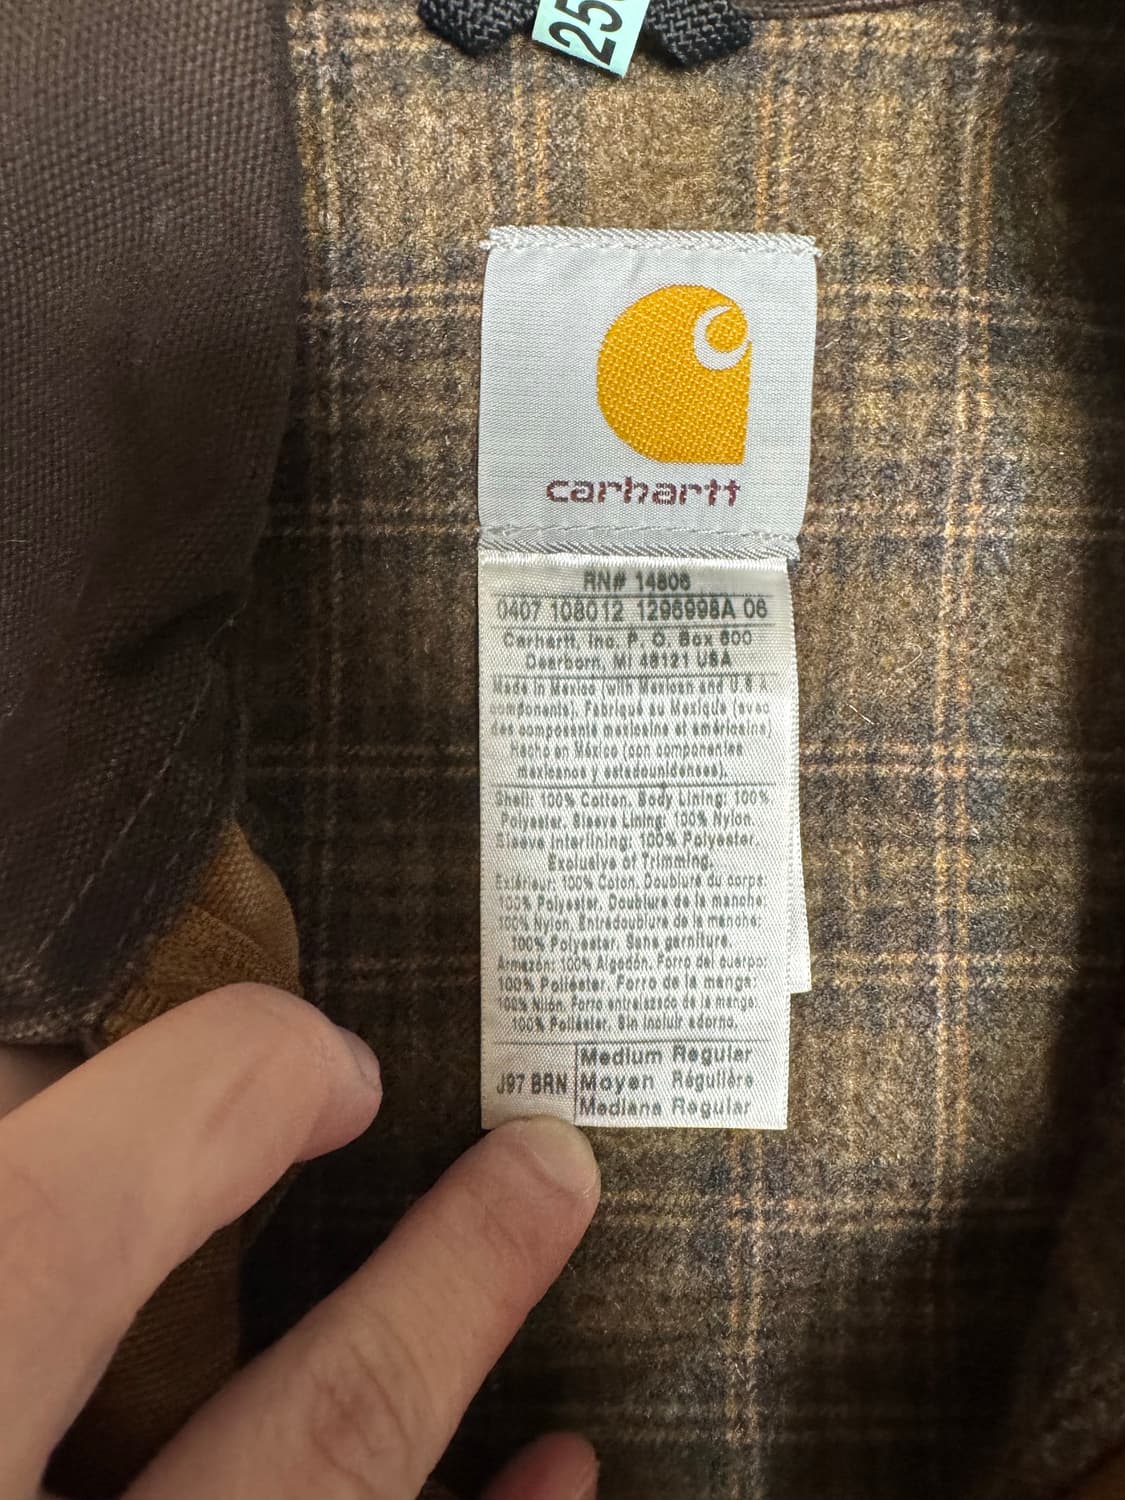 25
carhartt
RN# 14806
0407 108012 1296998A 06
Carhartt, Inc. P. O. Box 600
Dearborn, MI 48121 USA
Made in Mexico (with Mexican and U.S.A.
components). Fabriqué au Mexique (avec
des composants mexicains et américains)
Hecho en México (con componentes
mexicanos y estadounidenses).
Shell: 100% Cotton. Body Lining: 100%
Polyester. Sleeve Lining: 100% Nylon.
Sleeve Interlining: 100% Polyester.
Exclusive of Trimming.
Extérieur: 100% Coton. Doublure du corps:
100% Polyester. Doublure de la manche:
100% Nylon. Entredoublure de la manche:
100% Polyester. Sans garniture.
Armazón: 100% Algodón. Forro del cuerpo:
100% Poliéster. Forro de la manga:
100% Nilón. Forro entrelazado de la manga:
100% Poliéster. Sin incluir adorno.
J97 BRN
Medium Regular
Moyen Régulière
Mediana Regular